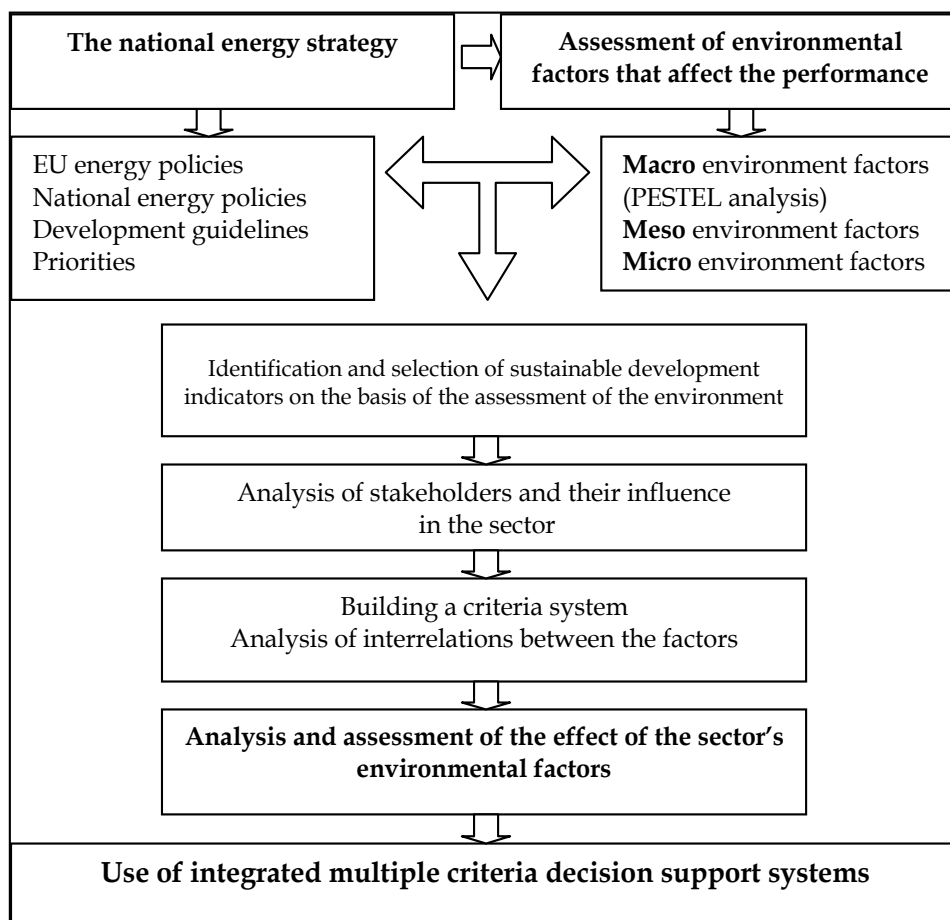 The national energy strategy
Assessment of environmental
factors that affect the performance
EU energy policies
National energy policies
Development guidelines
Priorities
Macro environment factors
(PESTEL analysis)
Meso environment factors
Micro environment factors
Identification and selection of sustainable development
indicators on the basis of the assessment of the environment
Analysis of stakeholders and their influence
in the sector
Building a criteria system
Analysis of interrelations between the factors
Analysis and assessment of the effect of the sector's
environmental factors
Use of integrated multiple criteria decision support systems